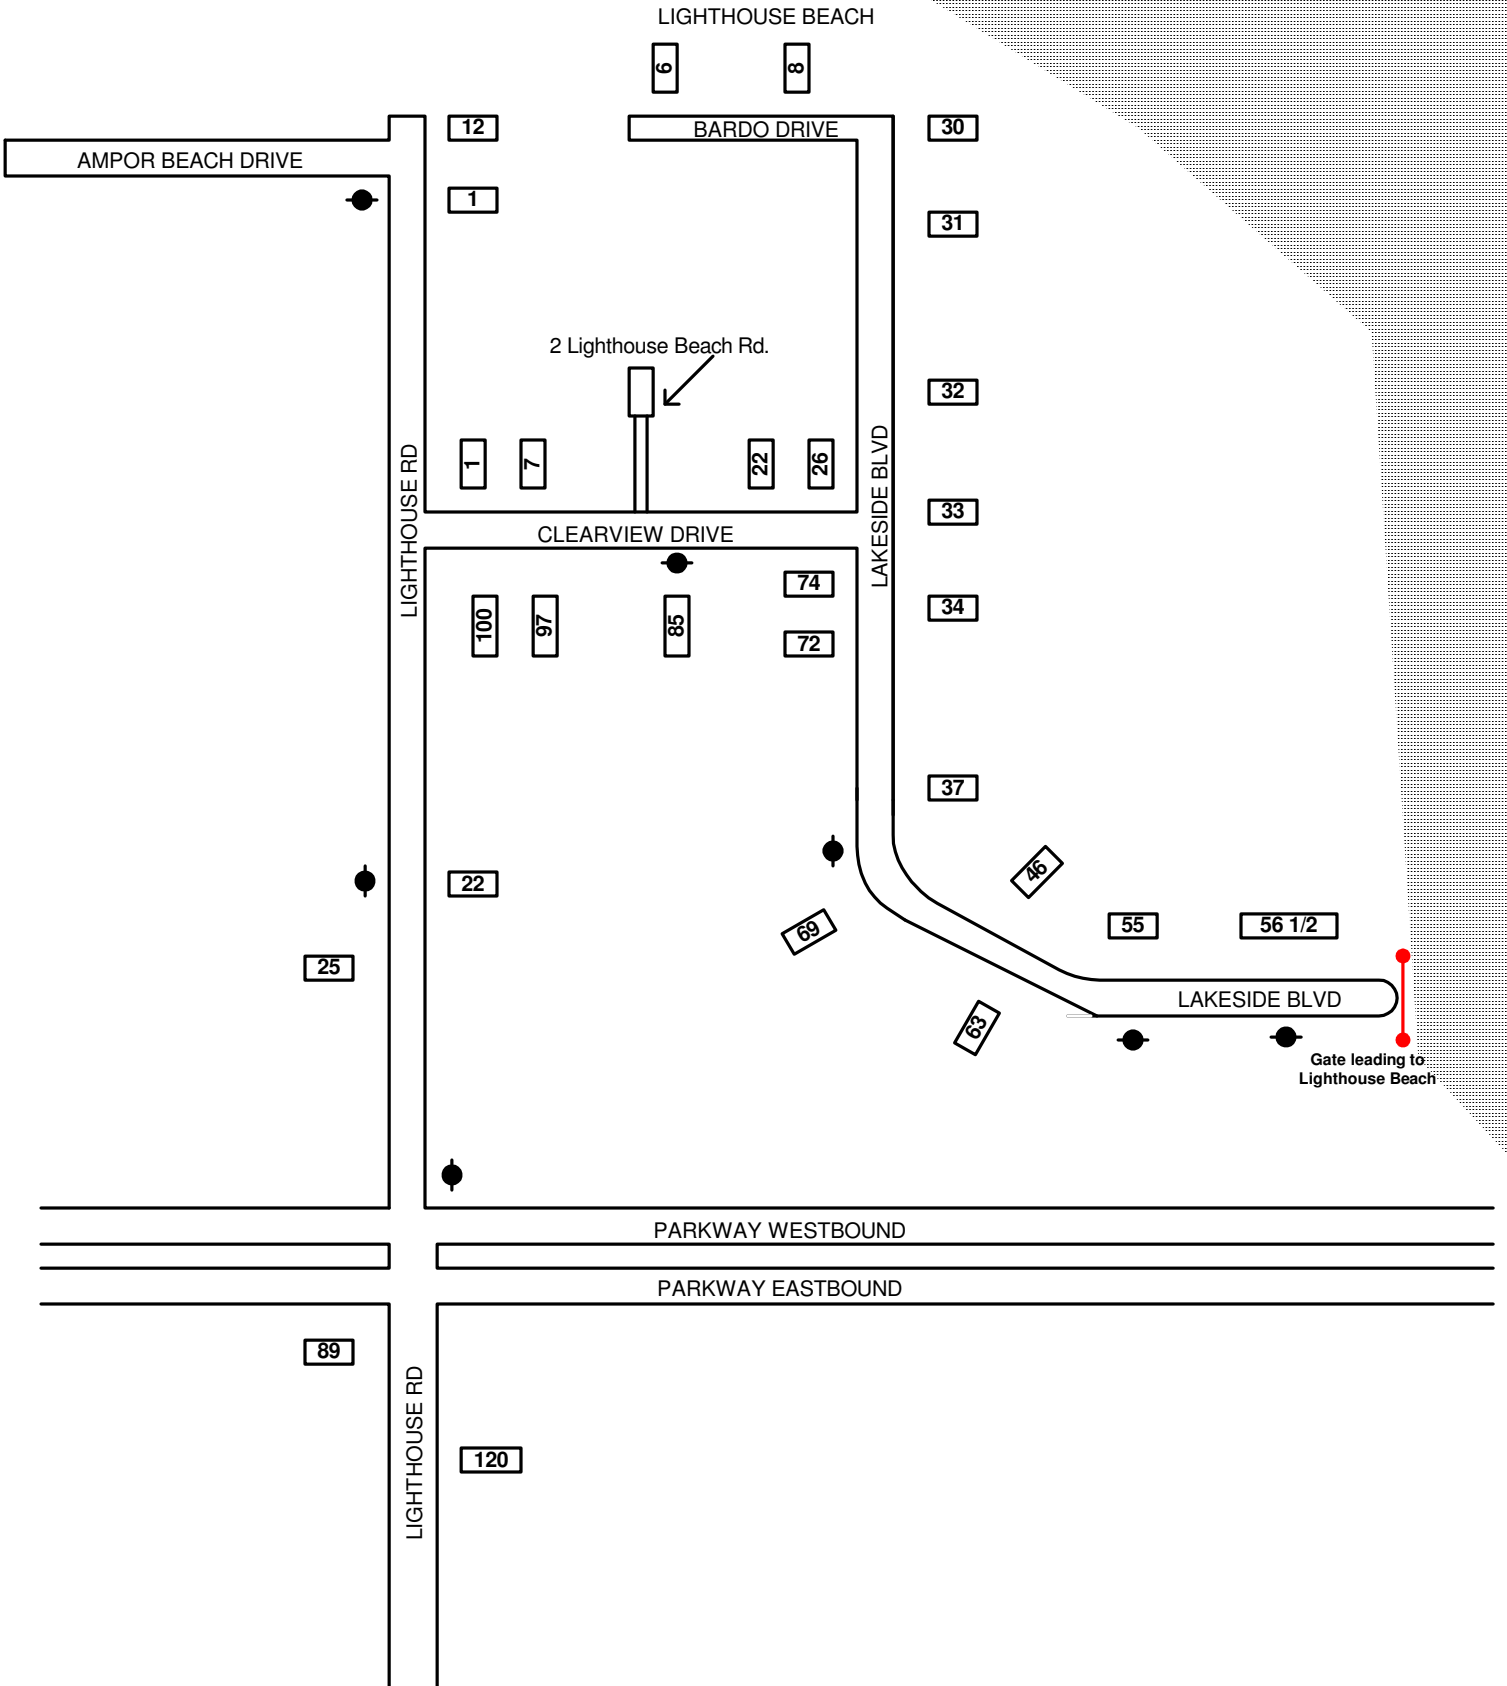 LIGHTHOUSE BEACH
6
8
12
BARDO DRIVE
30
AMPOR BEACH DRIVE
1
31
2 Lighthouse Beach Rd.
32
1
7
22
26
LIGHTHOUSE RD
LAKESIDE BLVD
33
CLEARVIEW DRIVE
74
34
100
97
85
72
37
46
22
69
55
56 1/2
25
LAKESIDE BLVD
63
Gate leading to
Lighthouse Beach
PARKWAY WESTBOUND
PARKWAY EASTBOUND
89
LIGHTHOUSE RD
120